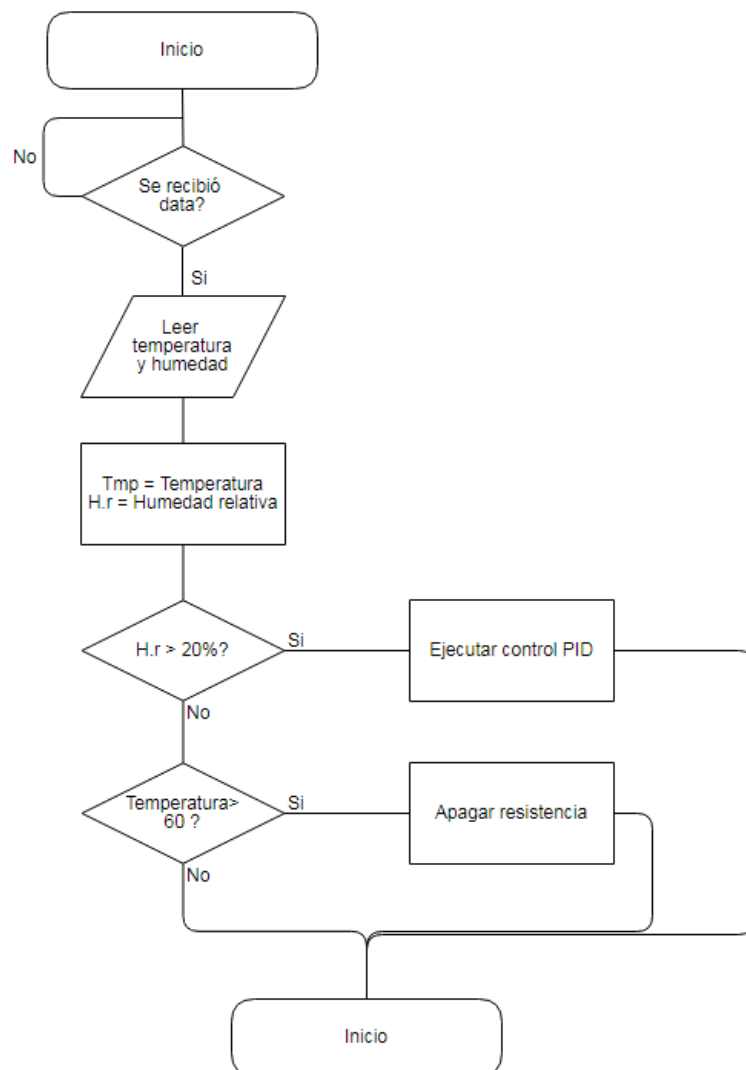 Inicio
No
Se recibió
data?
Si
Leer
temperatura
y humedad
Tmp = Temperatura
H.r = Humedad relativa
H.r > 20%?
Si
Ejecutar control PID
No
Temperatura>
60 ?
Si
Apagar resistencia
No
Inicio